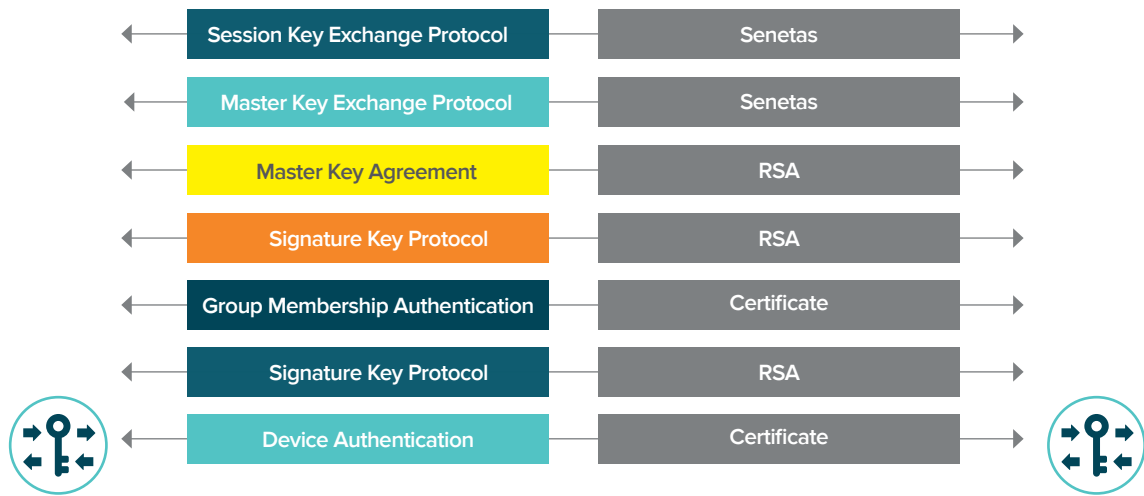 Session Key Exchange Protocol Senetas
Master Key Exchange Protocol Senetas
Master Key Agreement RSA
Signature Key Protocol RSA
Group Membership Authentication Certificate
Signature Key Protocol RSA
Device Authentication Certificate